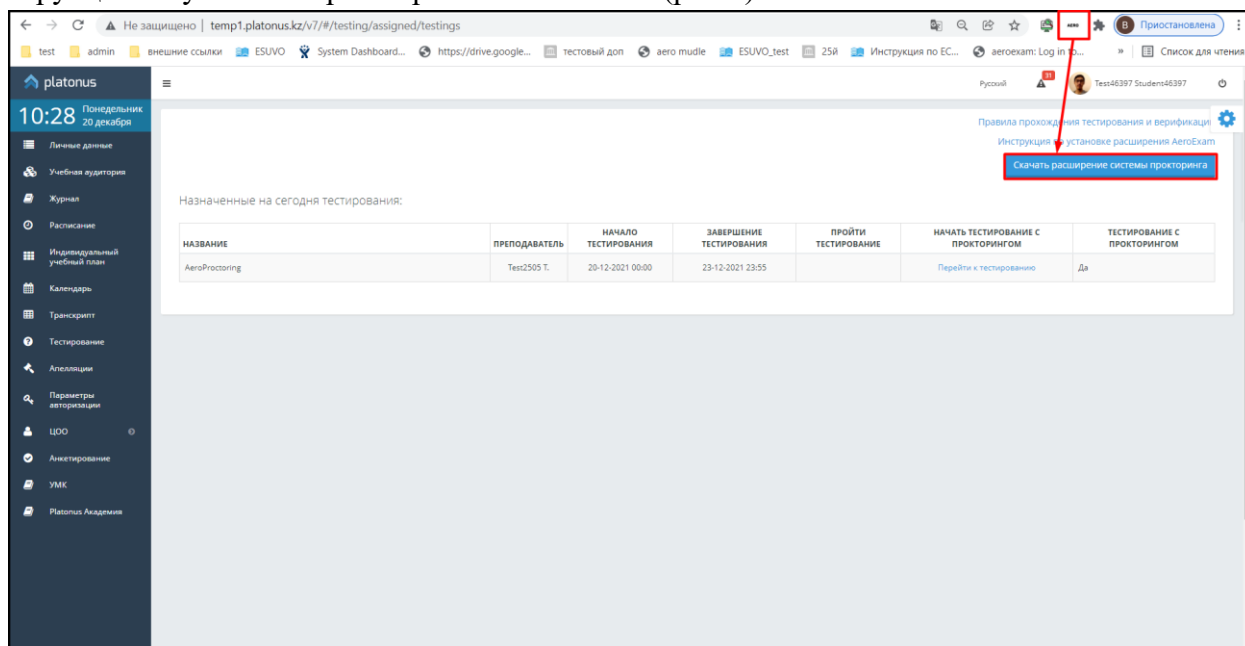 Не защищено | temp1.platonus.kz/v7/#/testing/assigned/testings
AERO
B Приостановлена
test admin внешние ссылки ESUVO System Dashboard... https://drive.google... тестовый доп aero mudle ESUVO_test 25й Инструкция по ЕС... aeroexam: Log in to... » Список для чтения
platonus
Русский 31 Test46397 Student46397
10:28 Понедельник
20 декабря
Правила прохождения тестирования и верификаци
Инструкция по установке расширения AeroExam
Скачать расширение системы прокторинга
Личные данные
Учебная аудитория
Журнал
Расписание
Индивидуальный
учебный план
Календарь
Транскрипт
Тестирование
Апелляции
Параметры
авторизации
ЦОО
Анкетирование
УМК
Platonus Академия
Назначенные на сегодня тестирования:
НАЗВАНИЕ ПРЕПОДАВАТЕЛЬ НАЧАЛО ТЕСТИРОВАНИЯ ЗАВЕРШЕНИЕ ТЕСТИРОВАНИЯ ПРОЙТИ ТЕСТИРОВАНИЕ НАЧАТЬ ТЕСТИРОВАНИЕ С ПРОКТОРИНГОМ ТЕСТИРОВАНИЕ С ПРОКТОРИНГОМ
AeroProctoring Test2505 Т. 20-12-2021 00:00 23-12-2021 23:55 Перейти к тестированию Да